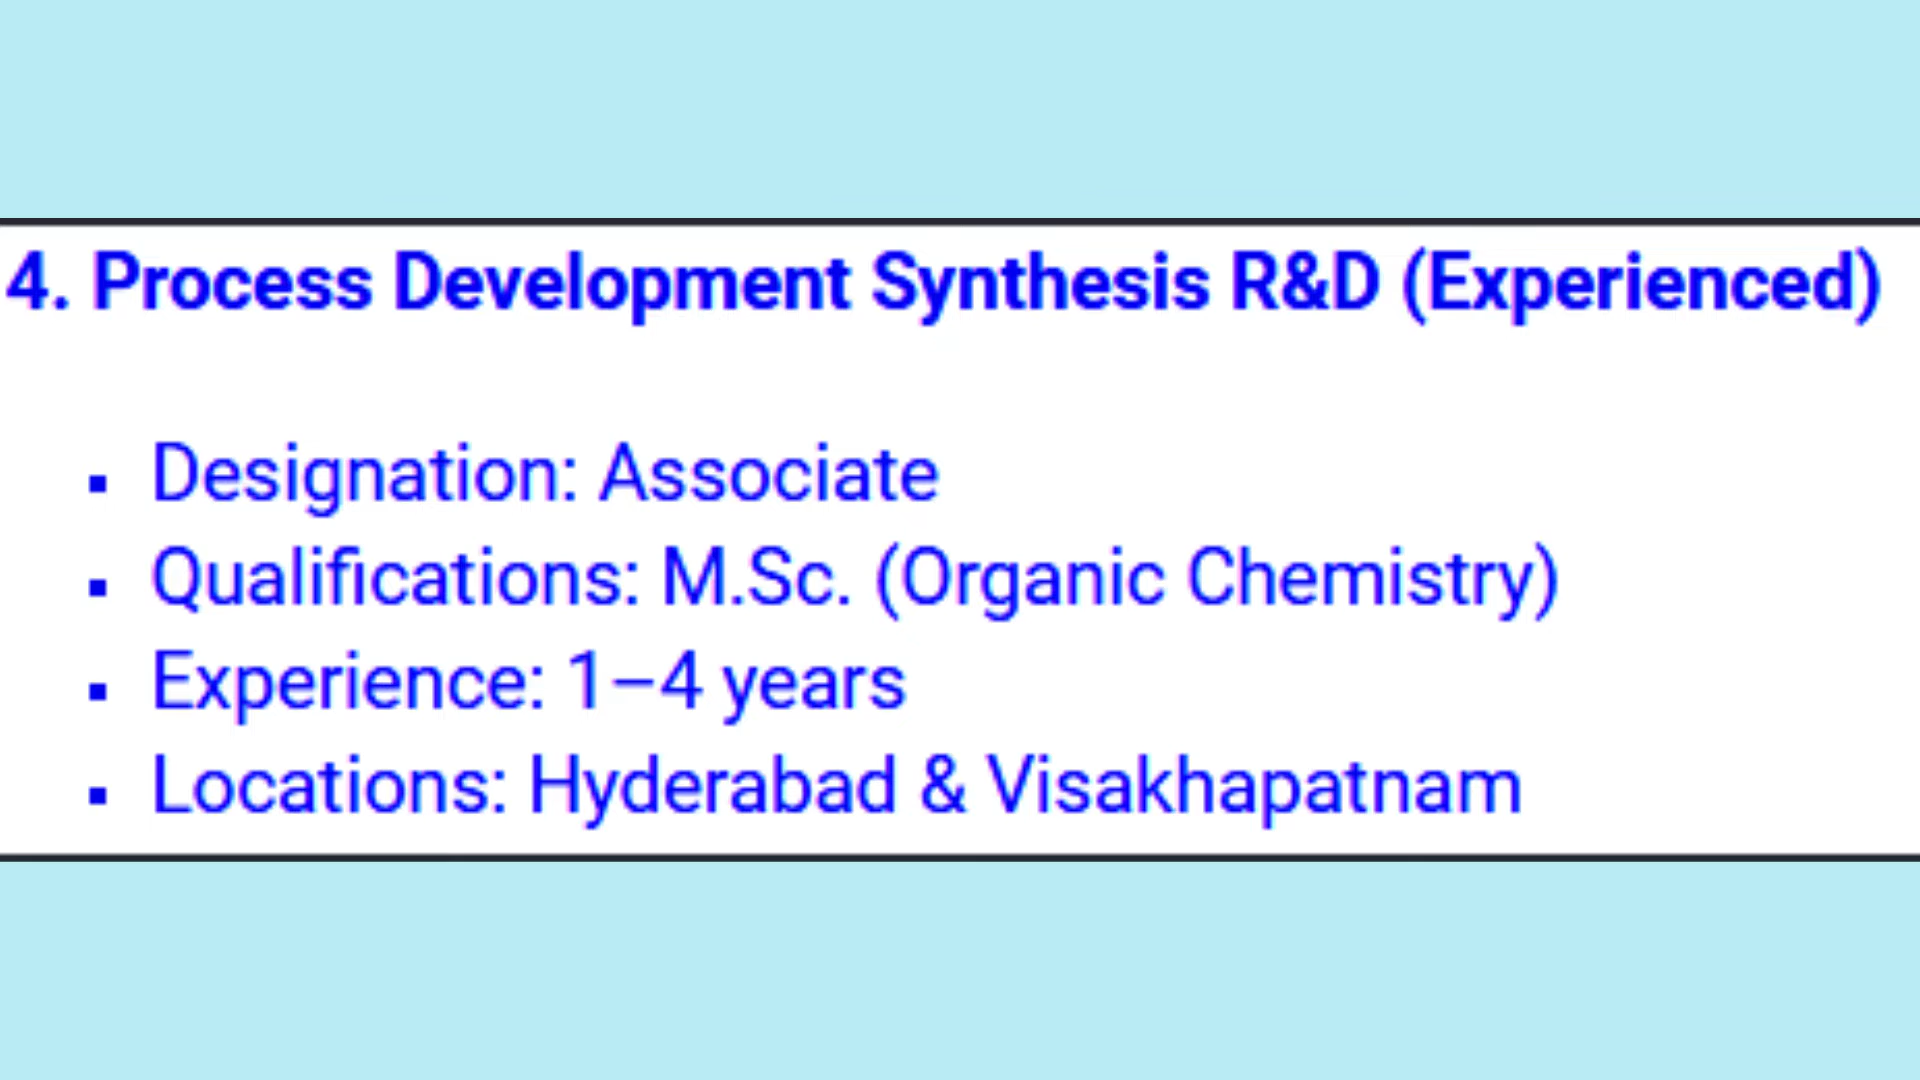 4. Process Development Synthesis R&D (Experienced)
▪ Designation: Associate
▪ Qualifications: M.Sc. (Organic Chemistry)
▪ Experience: 1–4 years
▪ Locations: Hyderabad & Visakhapatnam